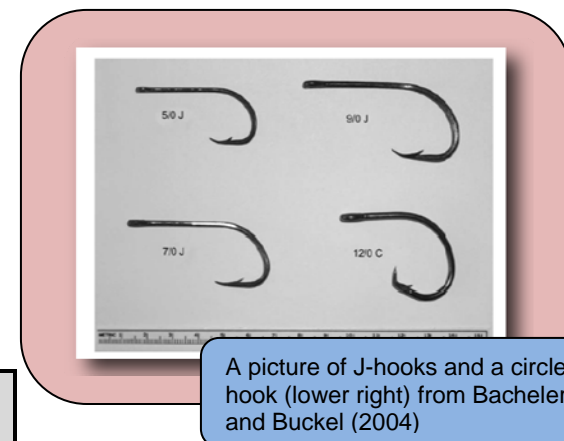 5/0 J
9/0 J
7/0 J
12/0 C
METRIC
A picture of J-hooks and a circle
hook (lower right) from Bacheler
and Buckel (2004)